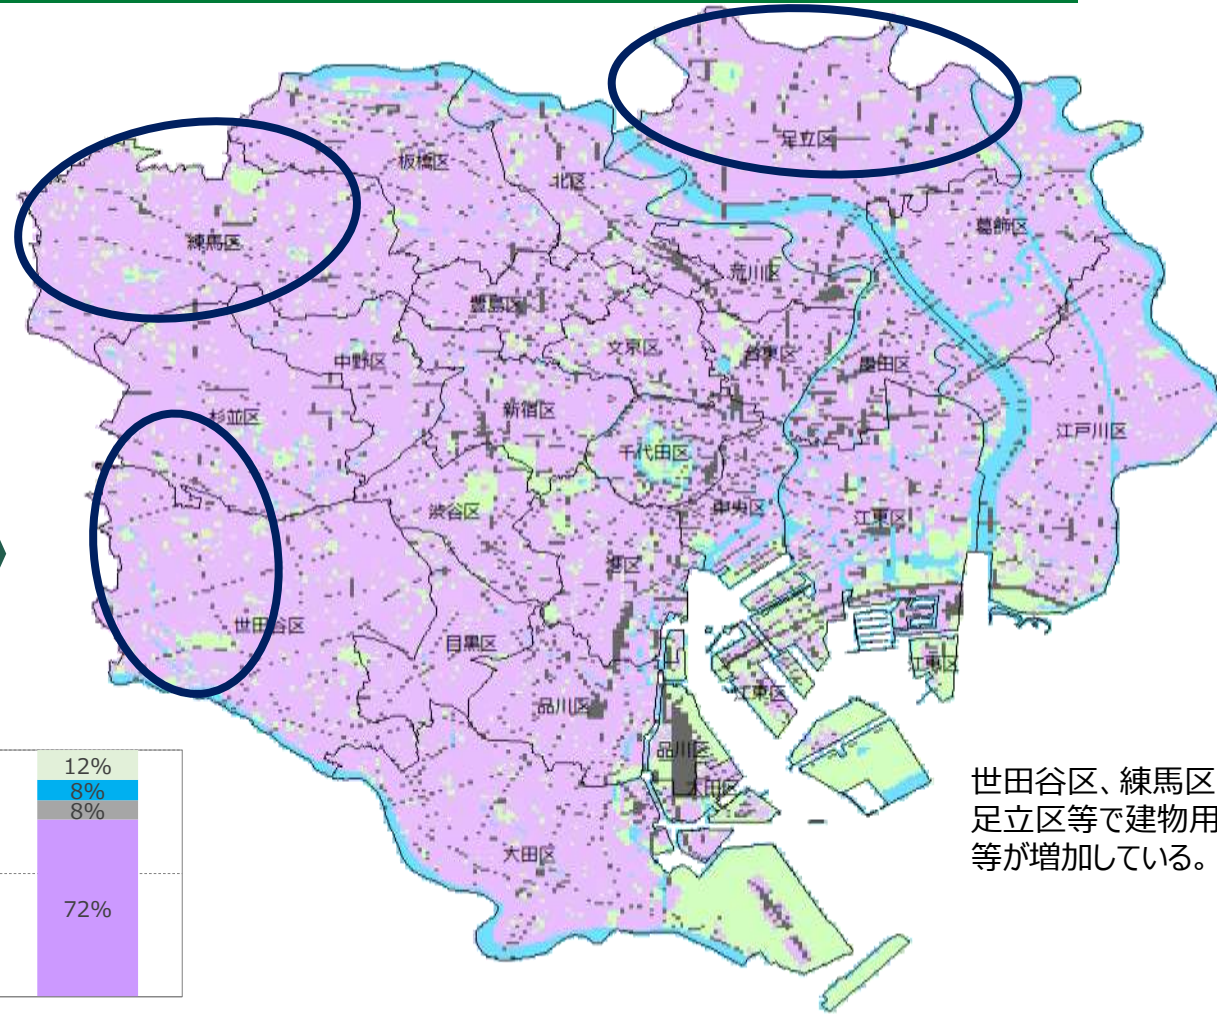 足立区
板橋区
北区
葛飾区
練馬区
荒川区
豊島区
文京区
台東区
墨田区
中野区
新宿区
杉並区
江戸川区
千代田区
渋谷区
中央区
江東区
港区
世田谷区
目黒区
江東区
江東区
品川区
品川区
大田区
大田区
12%
8%
8%
72%
世田谷区、練馬区
足立区等で建物用
等が増加している。